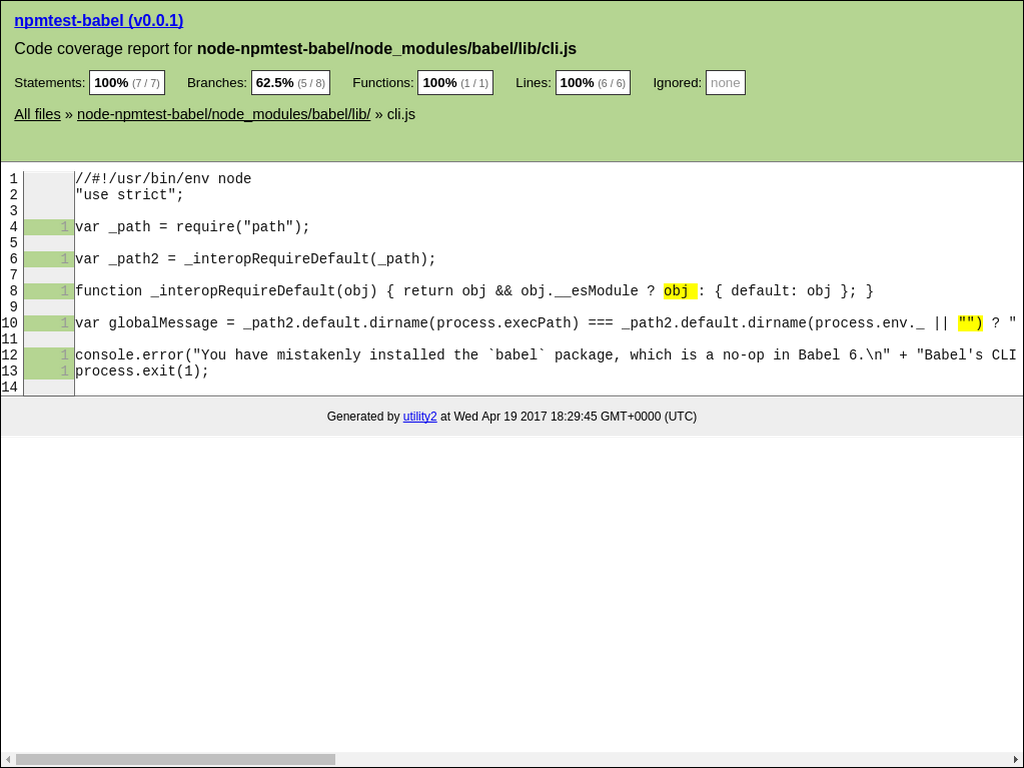 npmtest-babel (v0.0.1)
Code coverage report for node-npmtest-babel/node_modules/babel/lib/cli.js
Statements: 100% (7 / 7) Branches: 62.5% (5 / 8) Functions: 100% (1 / 1) Lines: 100% (6 / 6) Ignored: none
All files » node-npmtest-babel/node_modules/babel/lib/ » cli.js
1 //#!/usr/bin/env node
2 "use strict";
3
4 1 var _path = require("path");
5
6 1 var _path2 = _interopRequireDefault(_path);
7
8 1 function _interopRequireDefault(obj) { return obj && obj.__esModule ? obj : { default: obj }; }
9
10 1 var globalMessage = _path2.default.dirname(process.execPath) === _path2.default.dirname(process.env._ || "") ? "
11
12 1 console.error("You have mistakenly installed the `babel` package, which is a no-op in Babel 6.\n" + "Babel's CLI
13 1 process.exit(1);
14
Generated by utility2 at Wed Apr 19 2017 18:29:45 GMT+0000 (UTC)